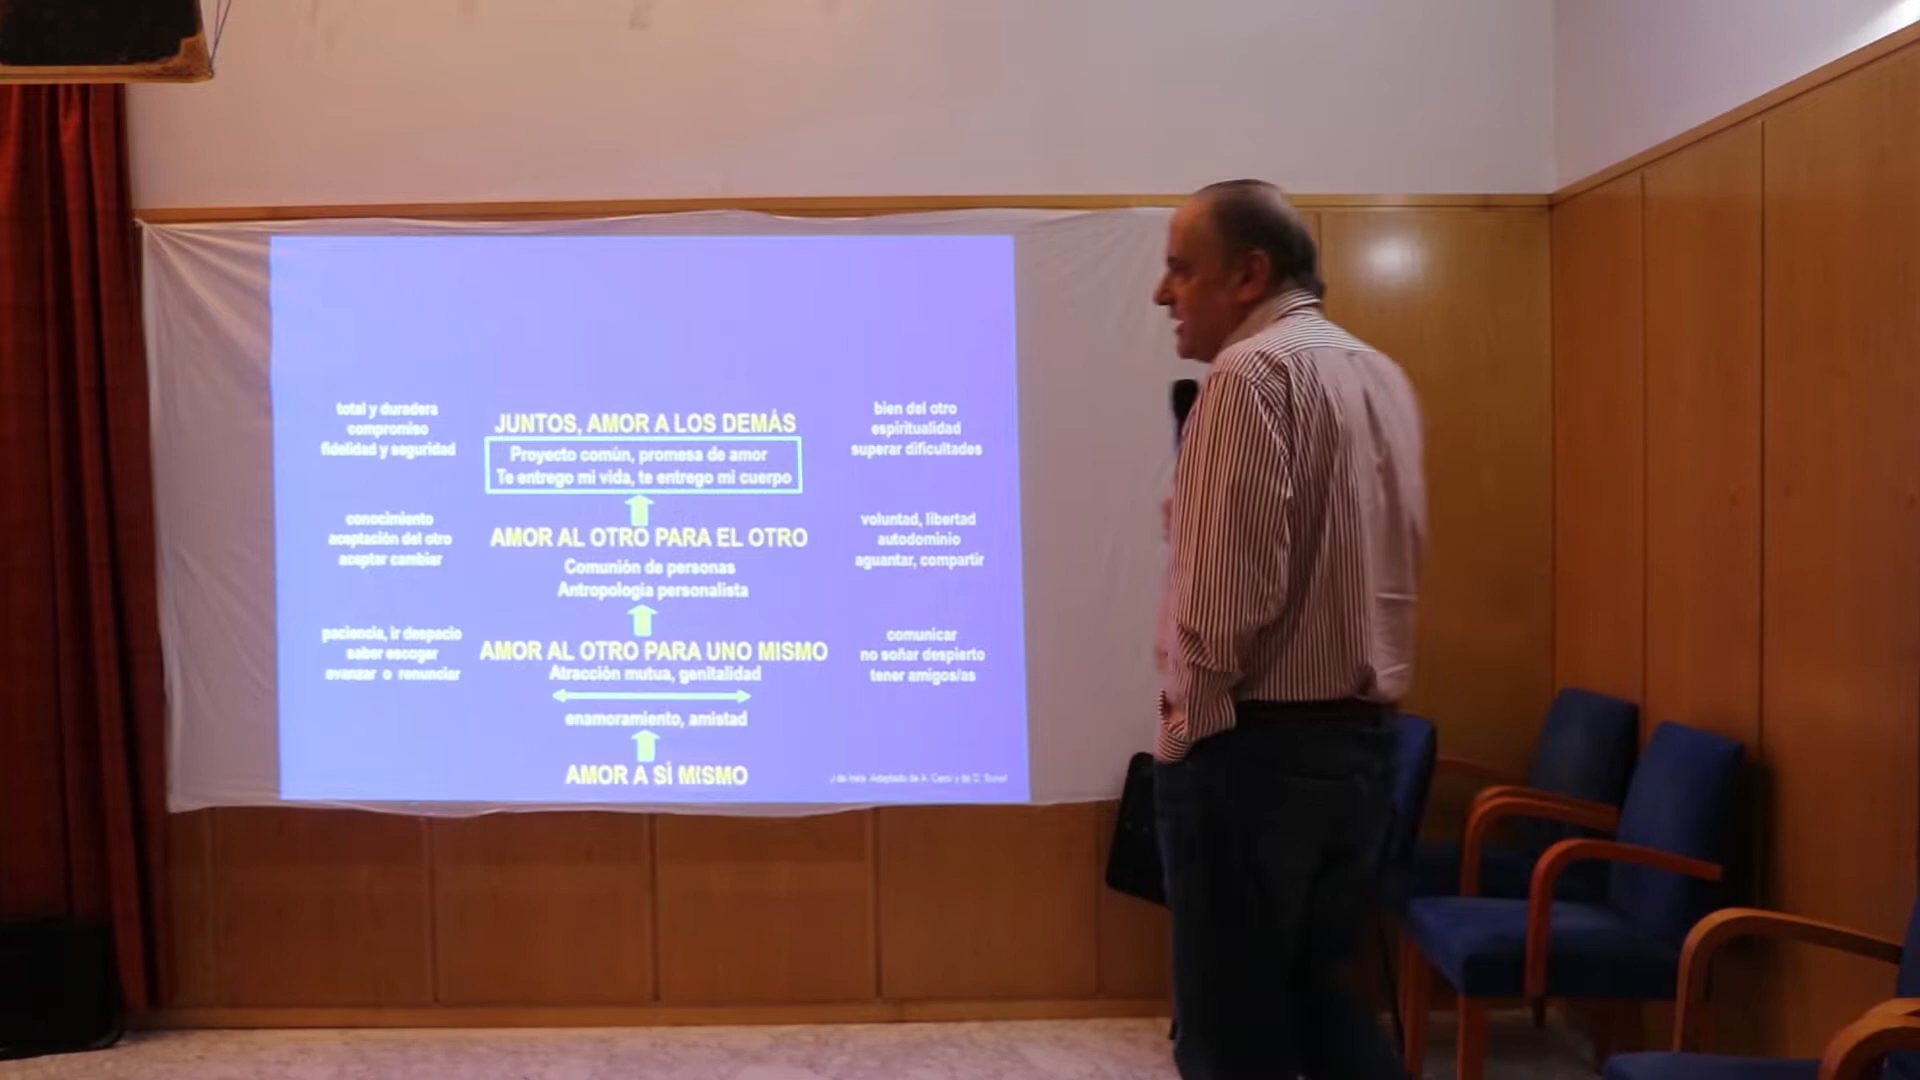 total y duradera
compromiso
fidelidad y seguridad
JUNTOS, AMOR A LOS DEMÁS
Proyecto común, promesa de amor
Te entrego mi vida, te entrego mi cuerpo
bien del otro
espiritualidad
superar dificultades
conocimiento
aceptación del otro
aceptar cambiar
AMOR AL OTRO PARA EL OTRO
Comunión de personas
Antropología personalista
voluntad, libertad
autodominio
aguantar, compartir
paciencia, ir despacio
saber escoger
avanzar o renunciar
AMOR AL OTRO PARA UNO MISMO
Atracción mutua, genitalidad
enamoramiento, amistad
comunicar
no soñar despierto
tener amigos/as
AMOR A SÍ MISMO
Adaptado de A.